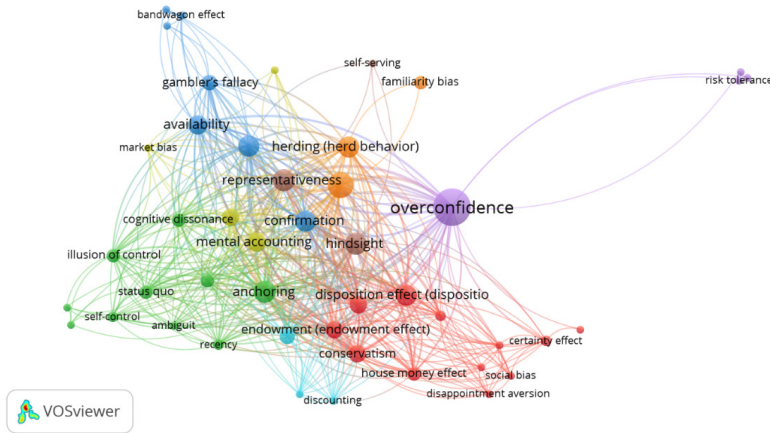 bandwagon effect
self-serving
gambler's fallacy
familiarity bias
risk tolerance
availability
market bias
herding (herd behavior)
representativeness
overconfidence
cognitive dissonance
confirmation
mental accounting
hindsight
illusion of control
status quo
anchoring
disposition effect (dispositio
self-control
ambiguit
endowment (endowment effect)
recency
conservatism
certainty effect
house money effect
social bias
discounting
disappointment aversion
VOSviewer